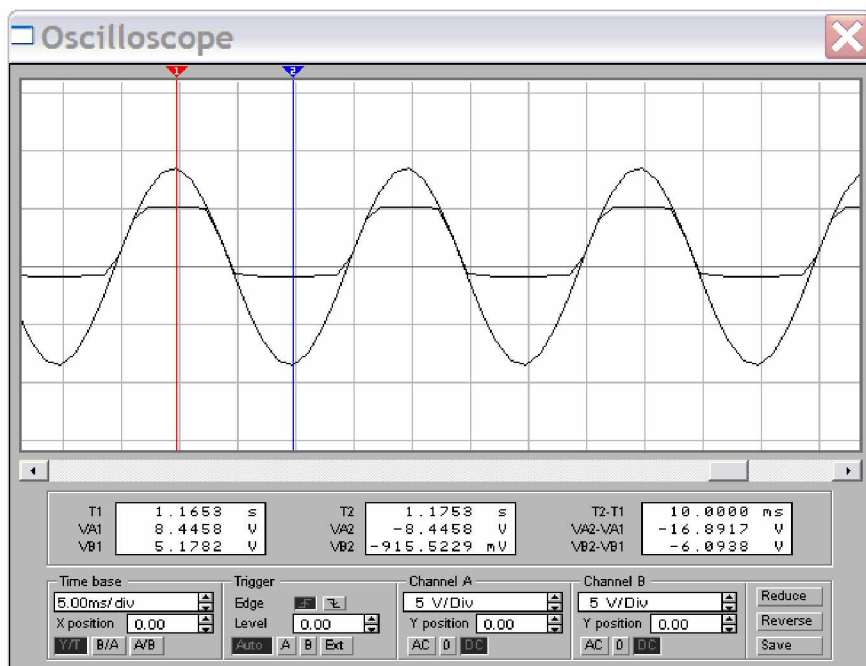 Oscilloscope
1 2
T1 1.1653 s T2 1.1753 s T2-T1 10.0000 ms
VA1 8.4458 V VA2 -8.4458 V VA2-VA1 -16.8917 V
VB1 5.1782 V VB2 -915.5229 mV VB2-VB1 -6.0938 V
Time base Trigger Channel A Channel B
5.00ms/div Edge 5 V/Div 5 V/Div Reduce
X position 0.00 Level 0.00 Y position 0.00 Y position 0.00 Reverse
Y/T B/A A/B Auto A B Ext AC 0 DC AC 0 DC Save